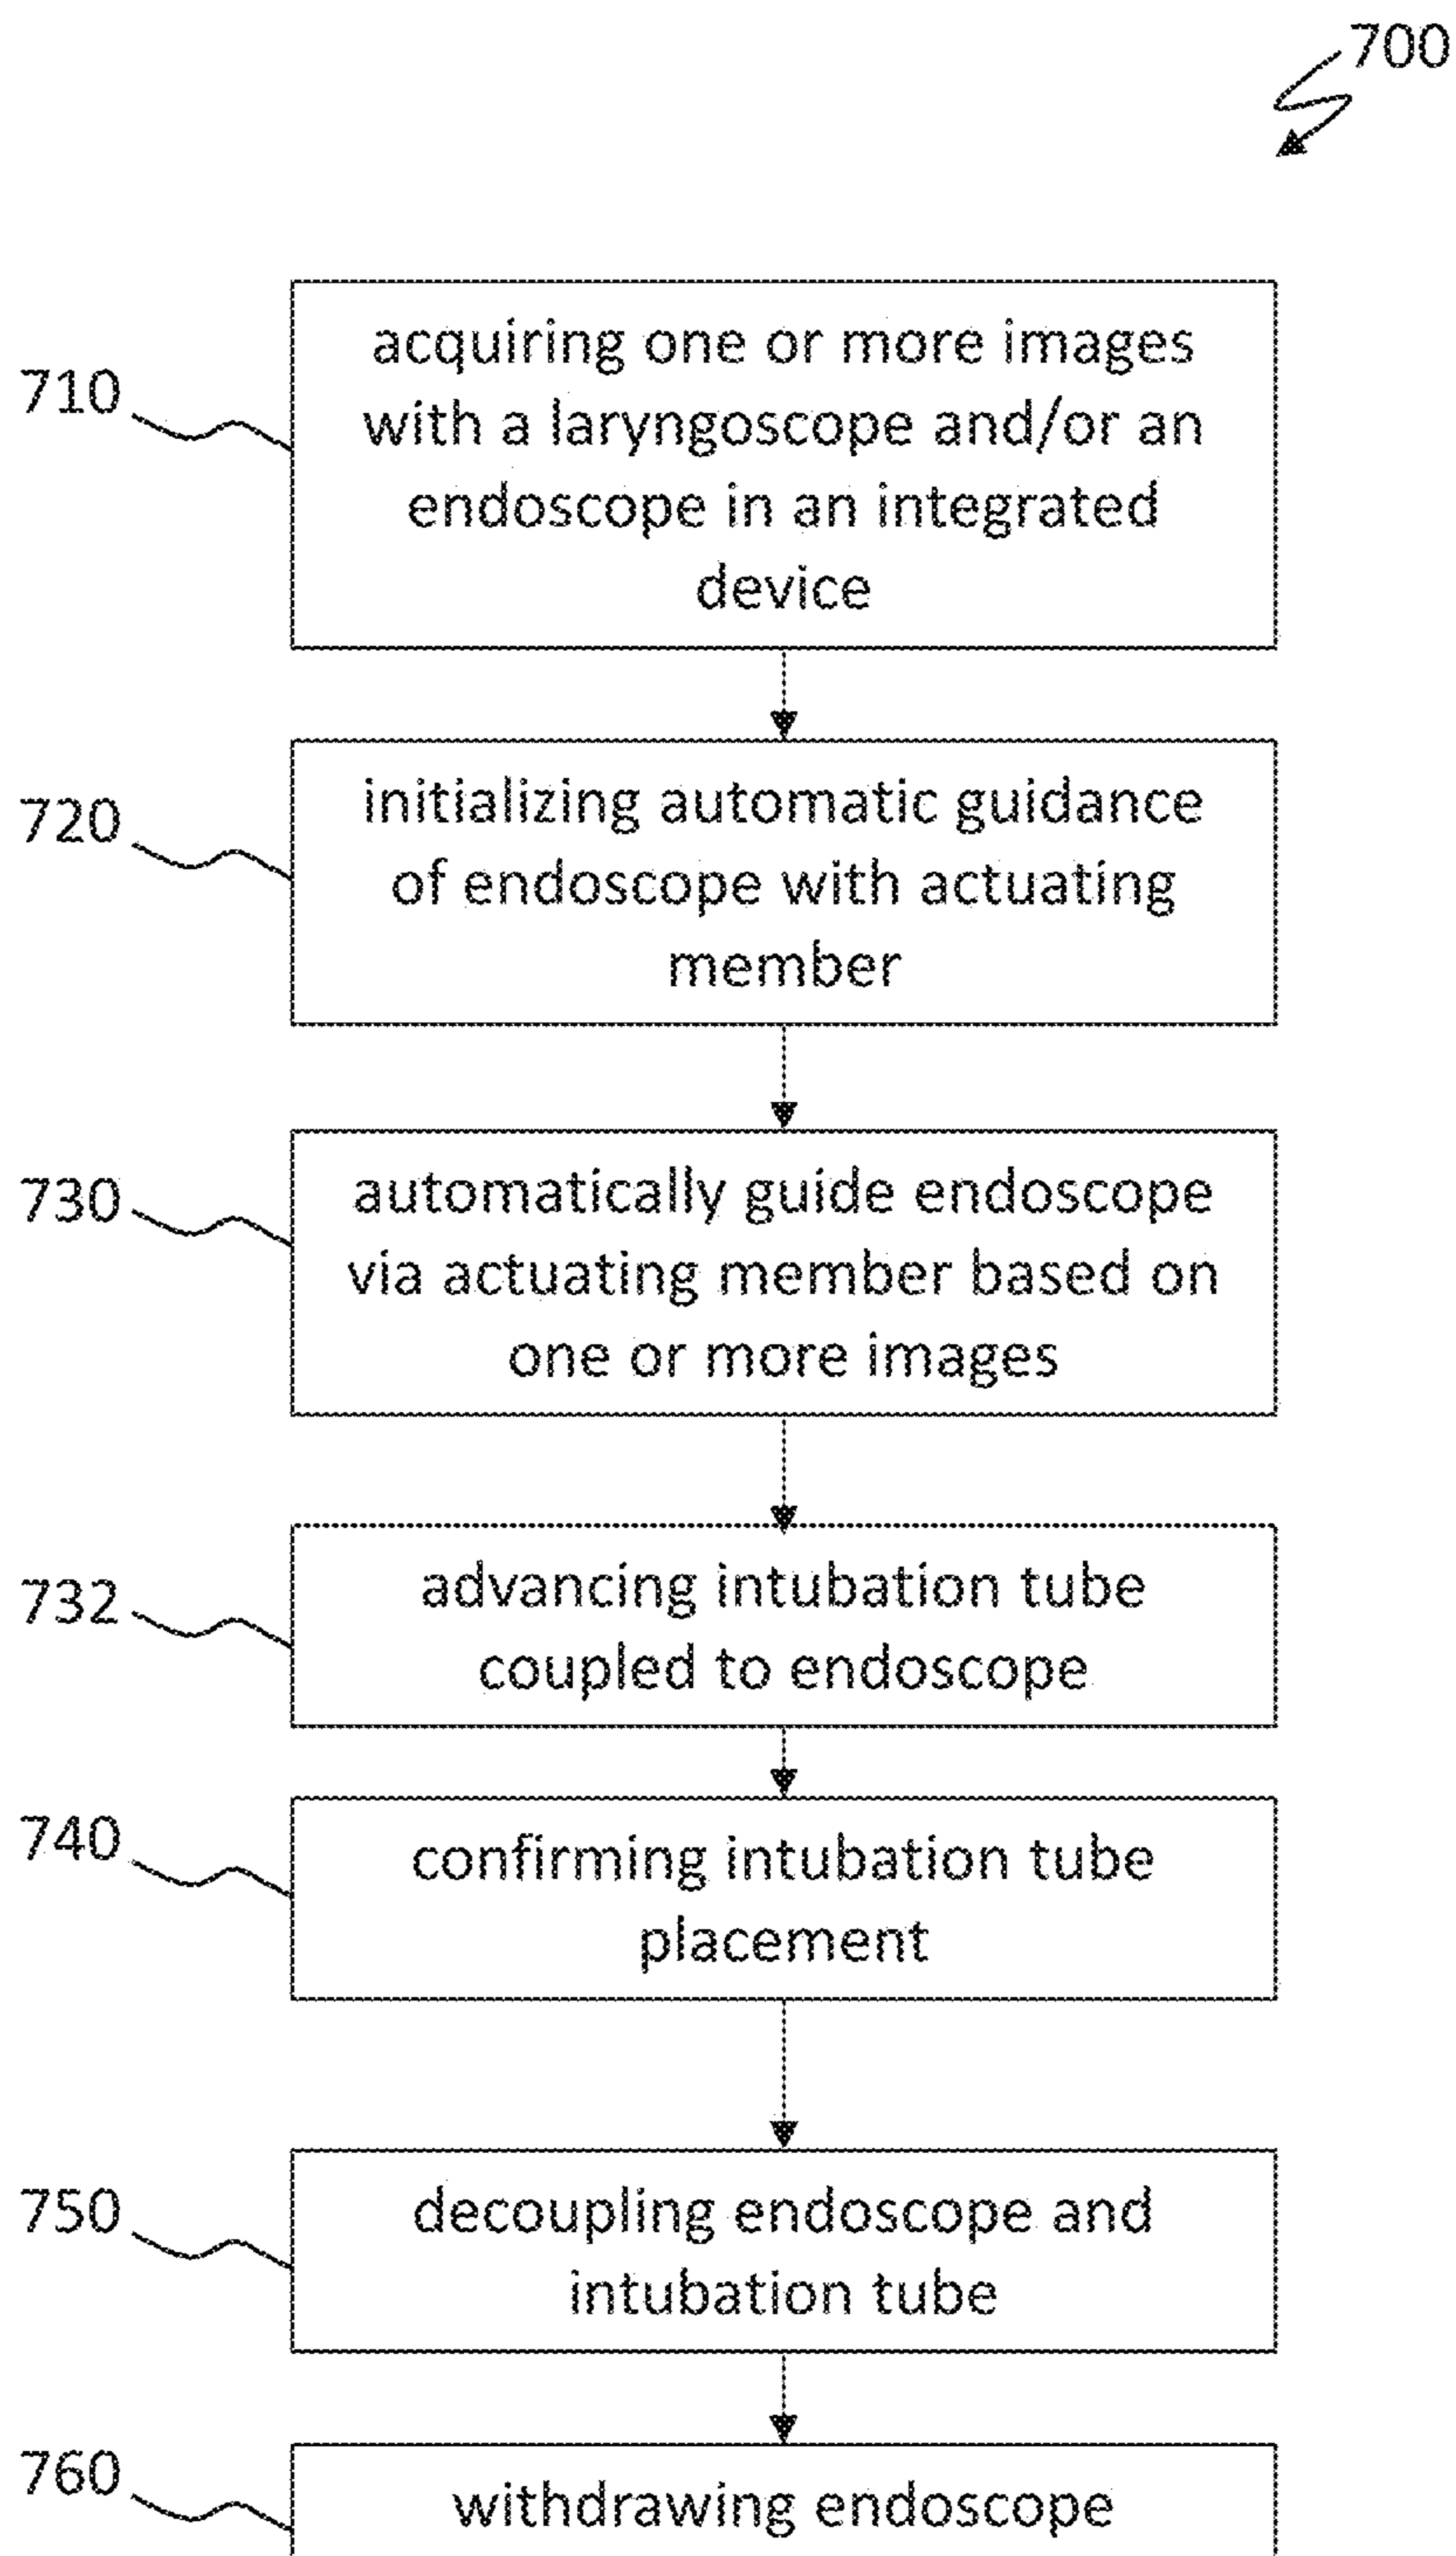 700
710
acquiring one or more images
with a laryngoscope and/or an
endoscope in an integrated
device
720
initializing automatic guidance
of endoscope with actuating
member
730
automatically guide endoscope
via actuating member based on
one or more images
732
advancing intubation tube
coupled to endoscope
740
confirming intubation tube
placement
750
decoupling endoscope and
intubation tube
760
withdrawing endoscope